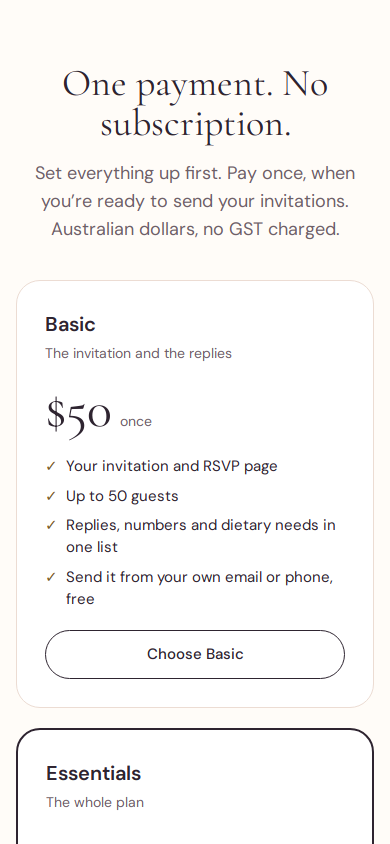 One payment. No
subscription.
Set everything up first. Pay once, when
you’re ready to send your invitations.
Australian dollars, no GST charged.
Basic
The invitation and the replies
$50 once
✓ Your invitation and RSVP page
✓ Up to 50 guests
✓ Replies, numbers and dietary needs in
one list
✓ Send it from your own email or phone,
free
Choose Basic
Essentials
The whole plan